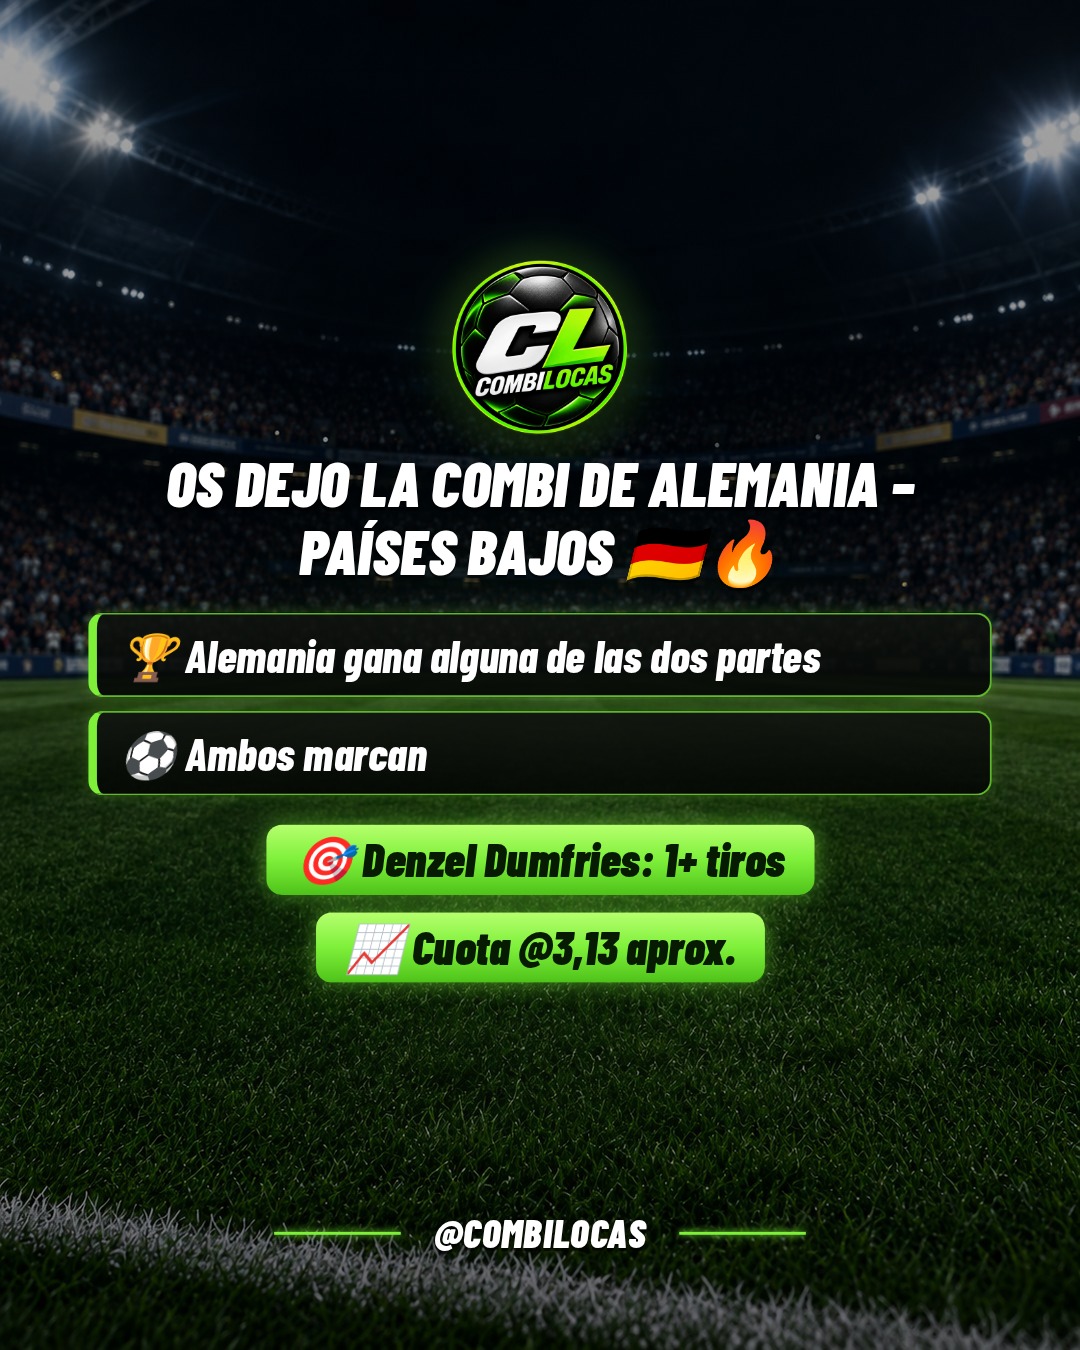 CL
COMBILOCAS
OS DEJO LA COMBI DE ALEMANIA -
PAÍSES BAJOS 🇩🇪🔥
🏆 Alemania gana alguna de las dos partes
⚽ Ambos marcan
🎯 Denzel Dumfries: 1+ tiros
📈 Cuota @3,13 aprox.
@COMBILOCAS